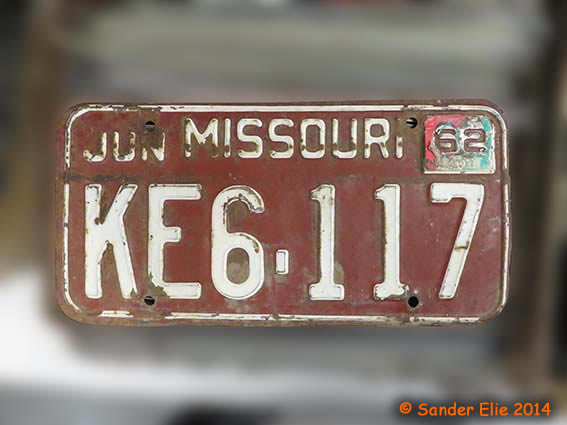 JUN MISSOURI 62
KE6-117
© Sander Elie 2014